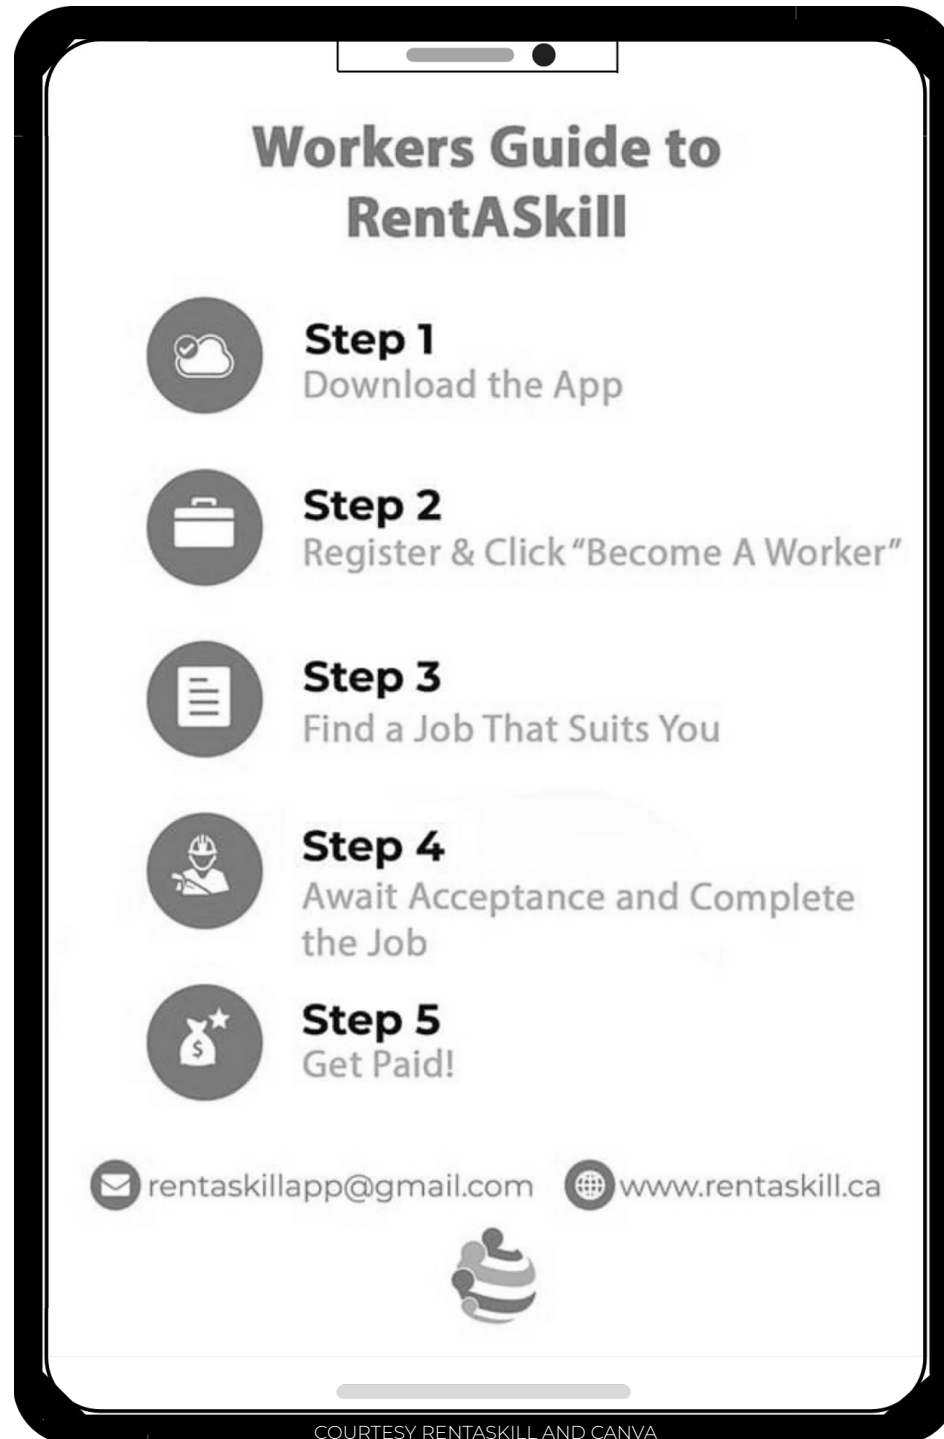 Workers Guide to
RentASkill
Step 1
Download the App
Step 2
Register & Click “Become A Worker”
Step 3
Find a Job That Suits You
Step 4
Await Acceptance and Complete
the Job
Step 5
$
Get Paid!
rentaskillapp@gmail.com www.rentaskill.ca
COURTESY RENTASKILL AND CANVA